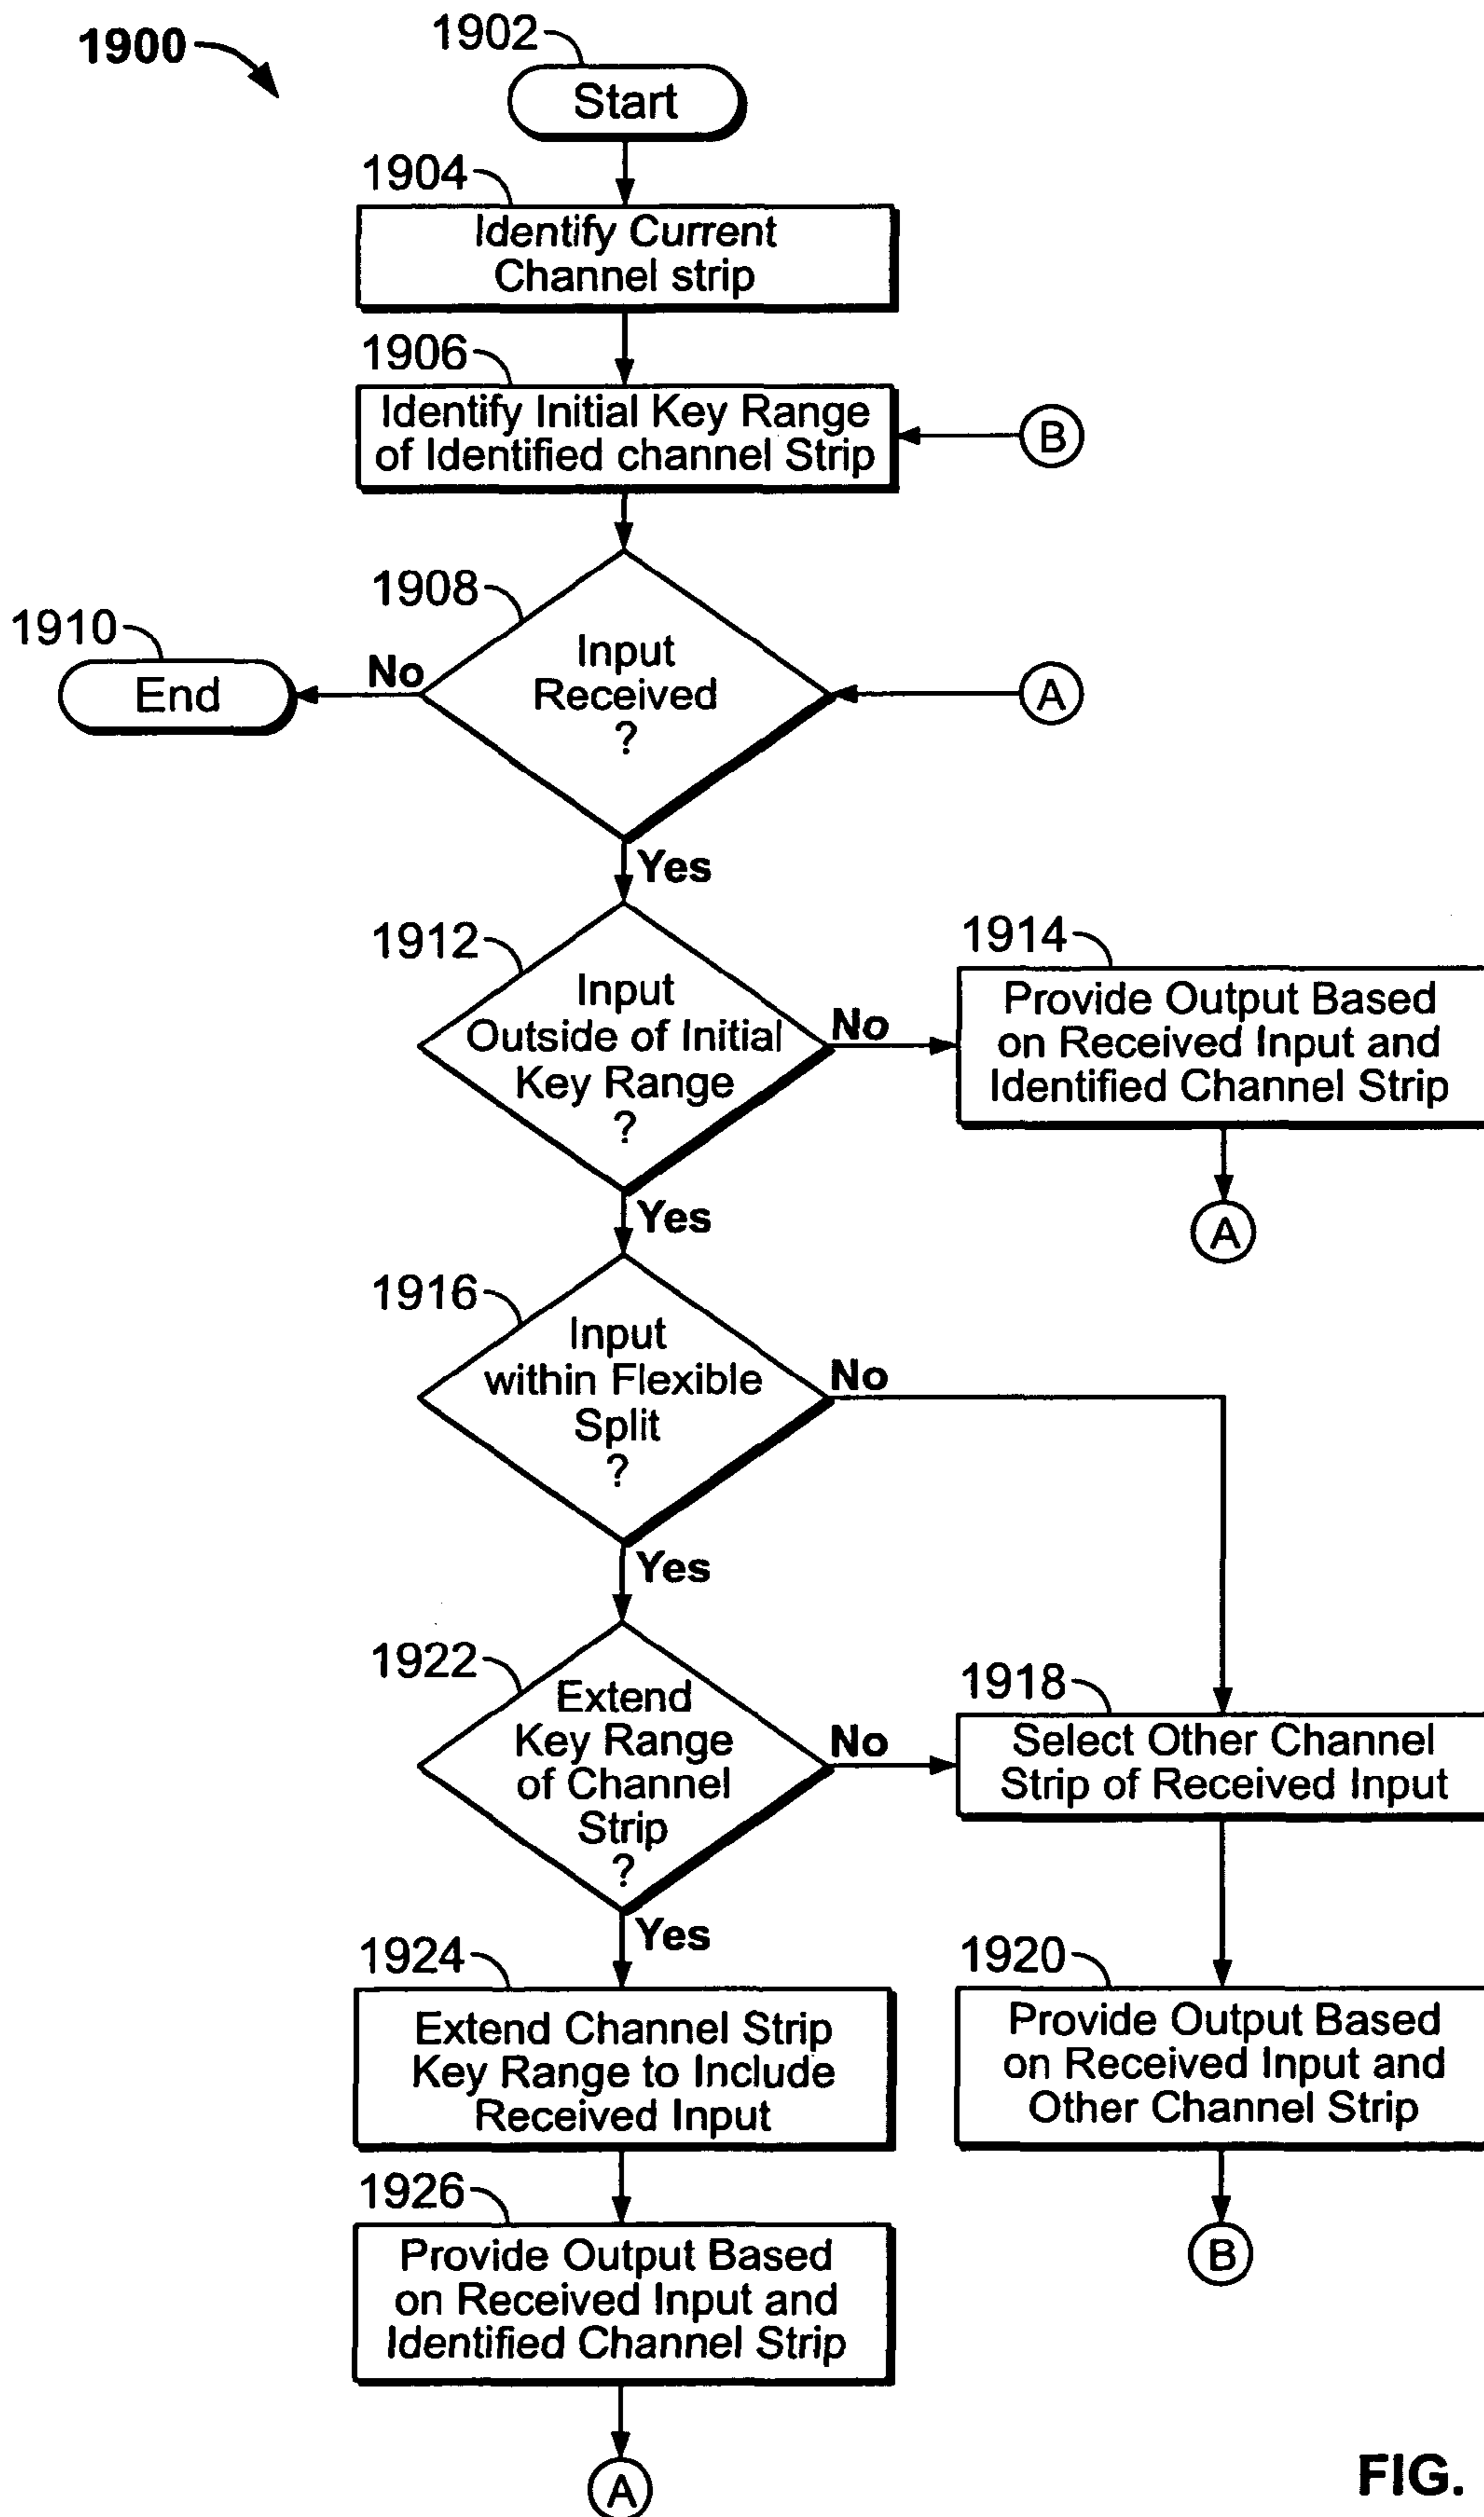 1900
1902
Start
1904
Identify Current
Channel strip
1906
Identify Initial Key Range
of Identified channel Strip
B
1908
Input
Received
?
1910
End
No
A
Yes
1912
Input
Outside of Initial
Key Range
?
No
1914
Provide Output Based
on Received Input and
Identified Channel Strip
A
Yes
1916
Input
within Flexible
Split
?
No
Yes
1922
Extend
Key Range
of Channel
Strip
?
No
1918
Select Other Channel
Strip of Received Input
Yes
1924
Extend Channel Strip
Key Range to Include
Received Input
1920
Provide Output Based
on Received Input and
Other Channel Strip
B
1926
Provide Output Based
on Received Input and
Identified Channel Strip
A
FIG.